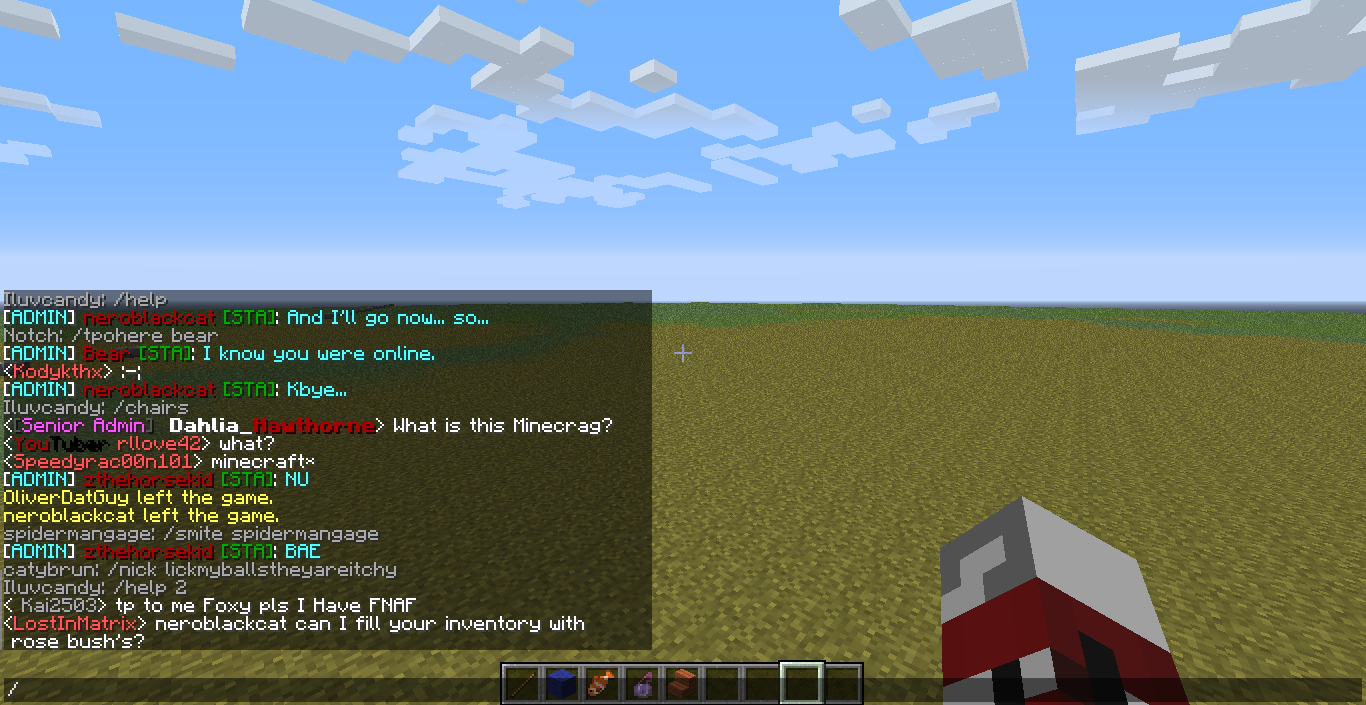 Iluvcandy: /help
[ADMIN] neroblackcat [STA]: And I'll go now... so...
Notch: /tpohere bear
[ADMIN] Bear [STA]: I know you were online.
<Kodykthx> ;-;
[ADMIN] neroblackcat [STA]: Kbye...
Iluvcandy: /chairs
<[Senior Admin] Dahlia_Hawthorne> What is this Minecrag?
<YouTuber rllove42> what?
<Speedyrac00n101> minecraft*
[ADMIN] zthehorsekid [STA]: NU
OliverDatGuy left the game.
neroblackcat left the game.
spidermangage: /smite spidermangage
[ADMIN] zthehorsekid [STA]: BAE
catybrun: /nick lickmyballstheyareitchy
Iluvcandy: /help 2
< Kai2503> tp to me Foxy pls I Have FNAF
<LostInMatrix> neroblackcat can I fill your inventory with
rose bush's?
/